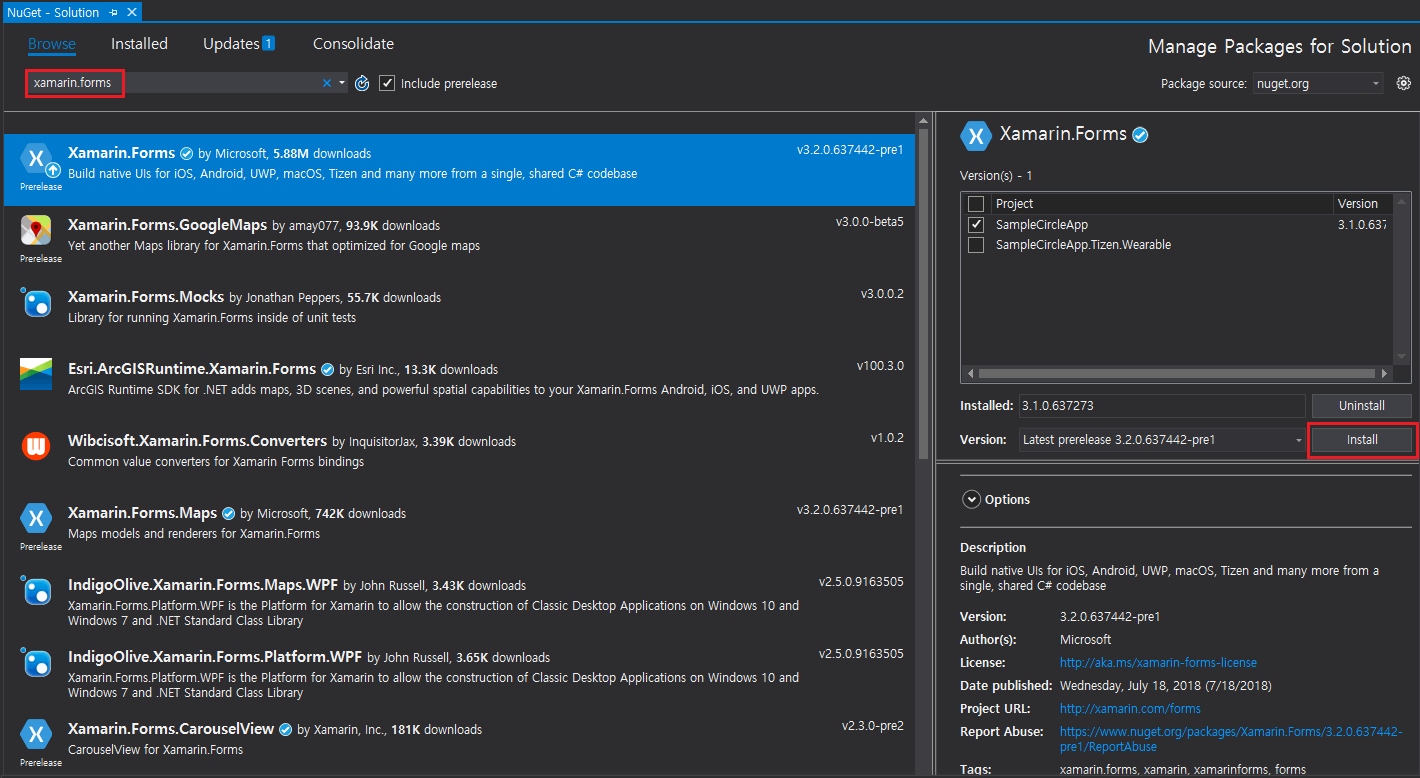 NuGet - Solution
Browse Installed Updates 1 Consolidate
Manage Packages for Solution
xamarin.forms
Include prerelease
Package source: nuget.org
Xamarin.Forms by Microsoft, 5.88M downloads v3.2.0.637442-pre1
Build native UIs for iOS, Android, UWP, macOS, Tizen and many more from a single, shared C# codebase
Prerelease
Xamarin.Forms.GoogleMaps by amay077, 93.9K downloads v3.0.0-beta5
Yet another Maps library for Xamarin.Forms that optimized for Google maps
Prerelease
Xamarin.Forms.Mocks by Jonathan Peppers, 55.7K downloads v3.0.0.2
Library for running Xamarin.Forms inside of unit tests
Esri.ArcGISRuntime.Xamarin.Forms by Esri Inc., 13.3K downloads v100.3.0
ArcGIS Runtime SDK for .NET adds maps, 3D scenes, and powerful spatial capabilities to your Xamarin.Forms Android, iOS, and UWP apps.
Wibcisoft.Xamarin.Forms.Converters by InquisitorJax, 3.39K downloads v1.0.2
Common value converters for Xamarin Forms bindings
Xamarin.Forms.Maps by Microsoft, 742K downloads v3.2.0.637442-pre1
Maps models and renderers for Xamarin.Forms
Prerelease
IndigoOlive.Xamarin.Forms.Maps.WPF by John Russell, 3.43K downloads v2.5.0.9163505
Xamarin.Forms.Platform.WPF is the Platform for Xamarin to allow the construction of Classic Desktop Applications on Windows 10 and
Windows 7 and .NET Standard Class Library
IndigoOlive.Xamarin.Forms.Platform.WPF by John Russell, 3.65K downloads v2.5.0.9163505
Xamarin.Forms.Platform.WPF is the Platform for Xamarin to allow the construction of Classic Desktop Applications on Windows 10 and
Windows 7 and .NET Standard Class Library
Xamarin.Forms.CarouselView by Xamarin, Inc., 181K downloads v2.3.0-pre2
CarouselView for Xamarin.Forms
Prerelease
Xamarin.Forms
Version(s) - 1
Project Version
SampleCircleApp 3.1.0.637
SampleCircleApp.Tizen.Wearable
Installed: 3.1.0.637273 Uninstall
Version: Latest prerelease 3.2.0.637442-pre1 Install
Options
Description
Build native UIs for iOS, Android, UWP, macOS, Tizen and many more from a
single, shared C# codebase
Version: 3.2.0.637442-pre1
Author(s): Microsoft
License: http://aka.ms/xamarin-forms-license
Date published: Wednesday, July 18, 2018 (7/18/2018)
Project URL: http://xamarin.com/forms
Report Abuse: https://www.nuget.org/packages/Xamarin.Forms/3.2.0.637442-
pre1/ReportAbuse
Tags: xamarin.forms, xamarin, xamarinforms, forms